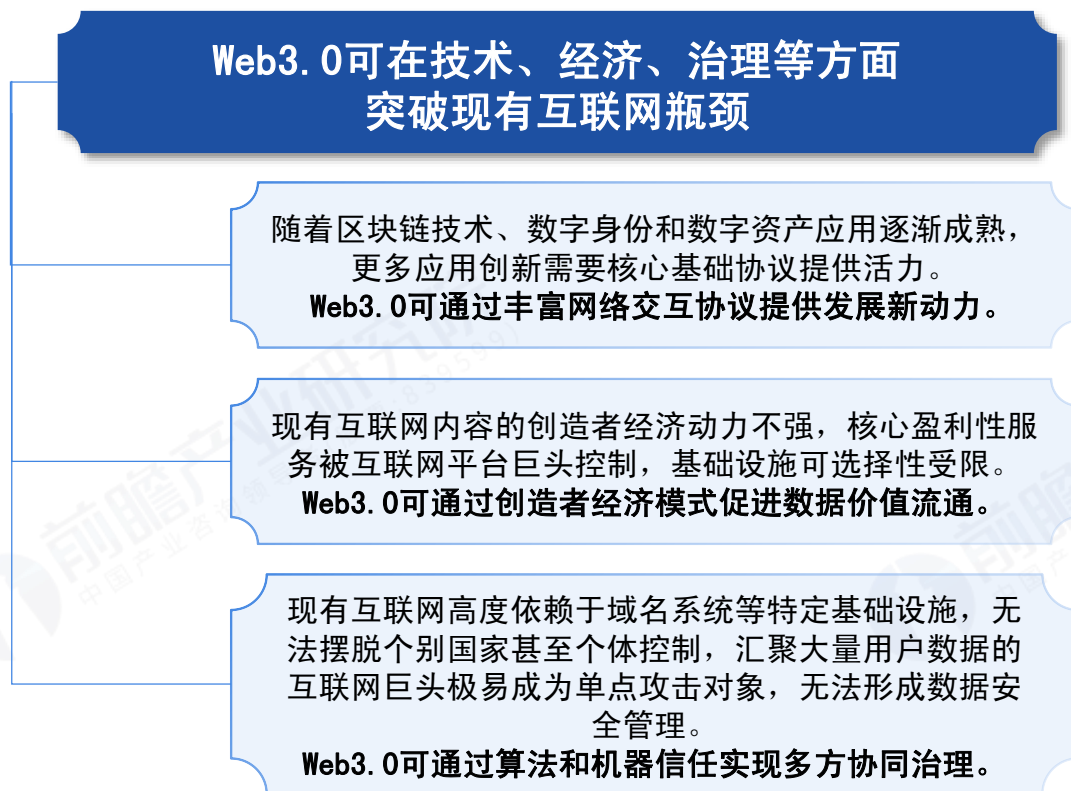 Web3.0可在技术、经济、治理等方面
突破现有互联网瓶颈
随着区块链技术、数字身份和数字资产应用逐渐成熟，
更多应用创新需要核心基础协议提供活力。
Web3.0可通过丰富网络交互协议提供发展新动力。
现有互联网内容的创造者经济动力不强，核心盈利性服
务被互联网平台巨头控制，基础设施可选择性受限。
Web3.0可通过创造者经济模式促进数据价值流通。
现有互联网高度依赖于域名系统等特定基础设施，无
法摆脱个别国家甚至个体控制，汇聚大量用户数据的
互联网巨头极易成为单点攻击对象，无法形成数据安
全管理。
Web3.0可通过算法和机器信任实现多方协同治理。
前瞻产业研究院